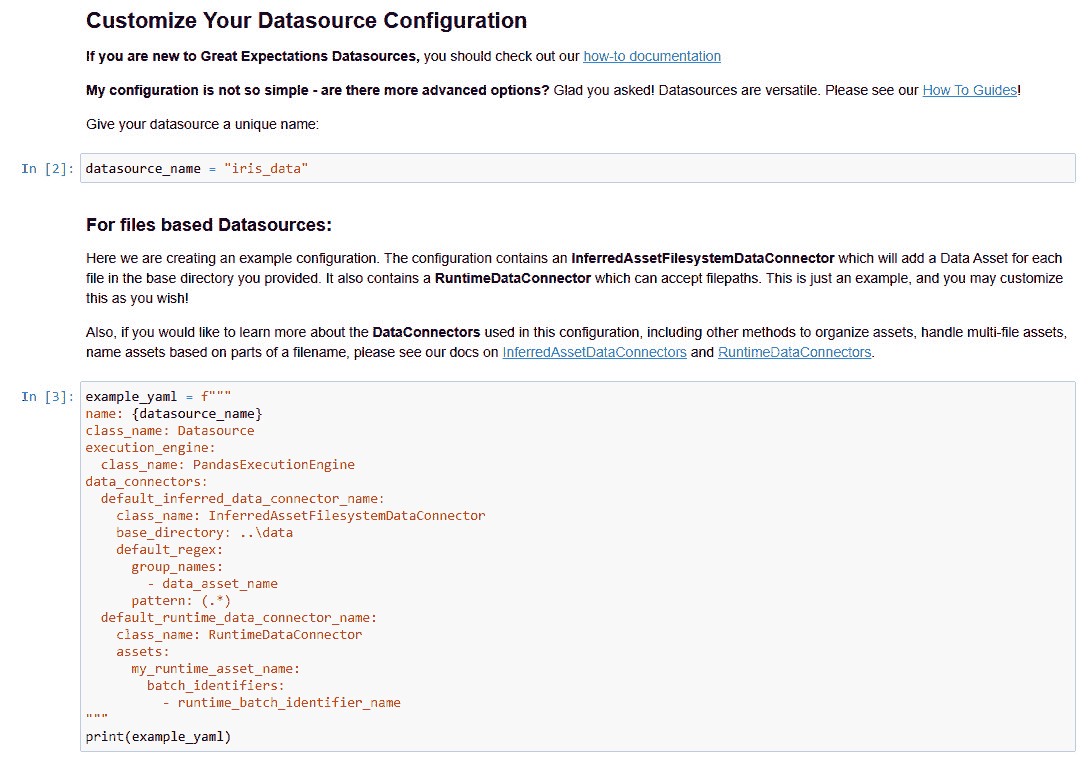 Customize Your Datasource Configuration
If you are new to Great Expectations Datasources, you should check out our how-to documentation
My configuration is not so simple - are there more advanced options? Glad you asked! Datasources are versatile. Please see our How To Guides!
Give your datasource a unique name:
In [2]: datasource_name = "iris_data"
For files based Datasources:
Here we are creating an example configuration. The configuration contains an InferredAssetFilesystemDataConnector which will add a Data Asset for each
file in the base directory you provided. It also contains a RuntimeDataConnector which can accept filepaths. This is just an example, and you may customize
this as you wish!
Also, if you would like to learn more about the DataConnectors used in this configuration, including other methods to organize assets, handle multi-file assets,
name assets based on parts of a filename, please see our docs on InferredAssetDataConnectors and RuntimeDataConnectors.
In [3]: example_yaml = f"""
name: {datasource_name}
class_name: Datasource
execution_engine:
  class_name: PandasExecutionEngine
data_connectors:
  default_inferred_data_connector_name:
    class_name: InferredAssetFilesystemDataConnector
    base_directory: ..\data
    default_regex:
      group_names:
        - data_asset_name
      pattern: (.*)
  default_runtime_data_connector_name:
    class_name: RuntimeDataConnector
    assets:
      my_runtime_asset_name:
        batch_identifiers:
          - runtime_batch_identifier_name
"""
print(example_yaml)